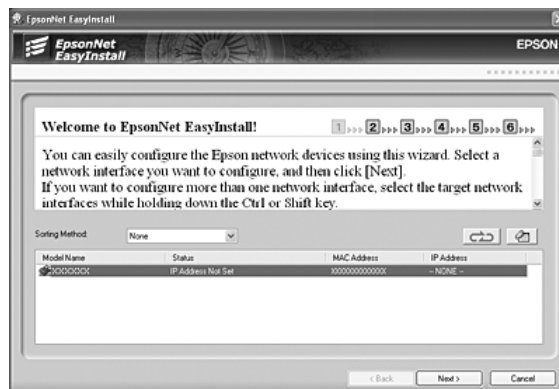 EpsonNet EasyInstall
EpsonNet
EasyInstall
EPSON
Welcome to EpsonNet EasyInstall!
1 2 3 4 5 6
You can easily configure the Epson network devices using this wizard. Select a
network interface you want to configure, and then click [Next].
If you want to configure more than one network interface, select the target network
interfaces while holding down the Ctrl or Shift key.
Sorting Method: None
Model Name Status MAC Address IP Address
XXXXXXX IP Address Not Set XXXXXXXXXXXX -- NONE --
< Back Next > Cancel